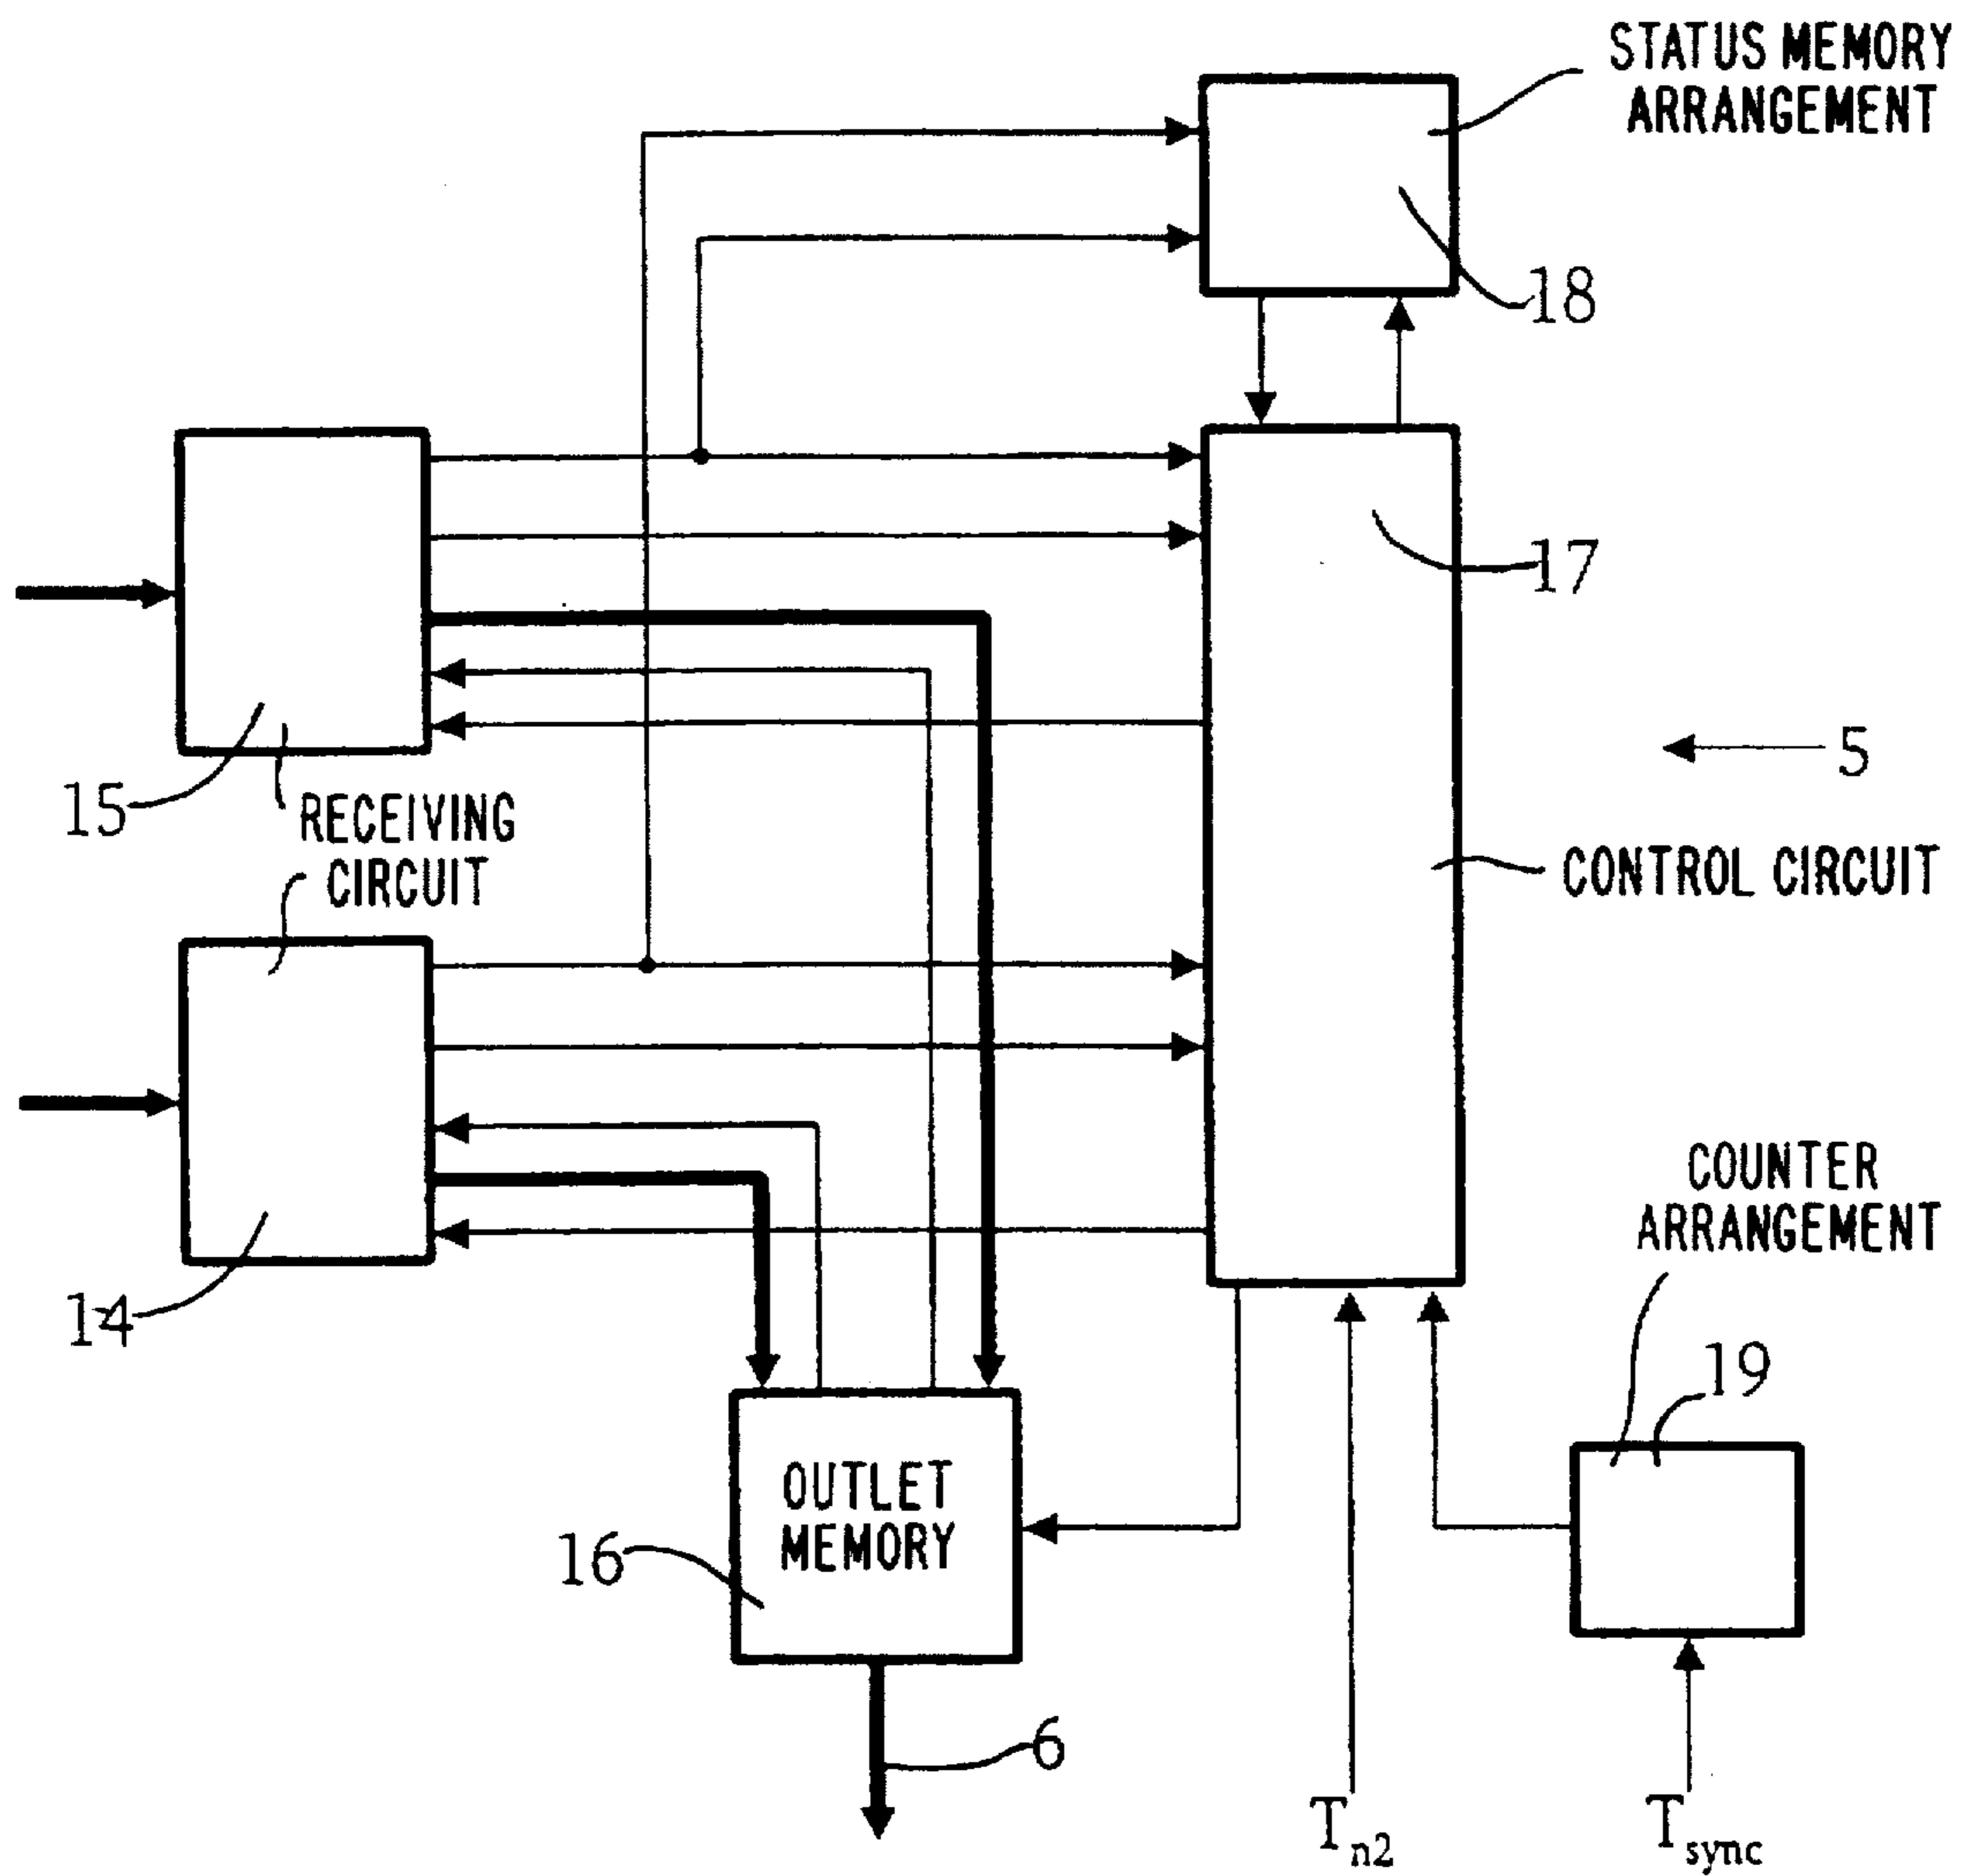 STATUS MEMORY
ARRANGEMENT
18
17
15
RECEIVING
CIRCUIT
5
CONTROL CIRCUIT
14
COUNTER
ARRANGEMENT
19
OUTLET
MEMORY
16
6
Tn2
Tsync